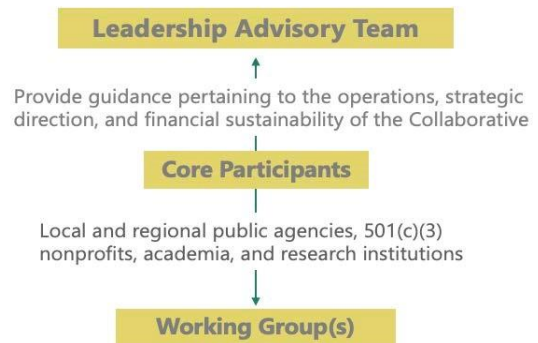 Leadership Advisory Team
Provide guidance pertaining to the operations, strategic
direction, and financial sustainability of the Collaborative
Core Participants
Local and regional public agencies, 501(c)(3)
nonprofits, academia, and research institutions
Working Group(s)